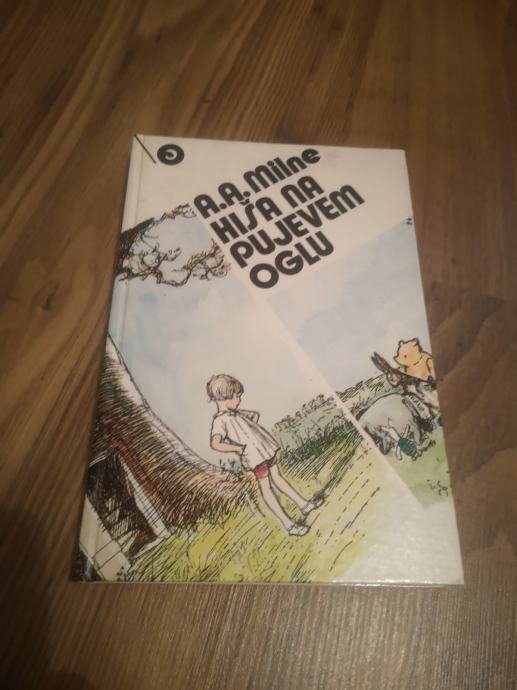 A.A. Milne
HIŠA NA
PUJEVEM
OGLU